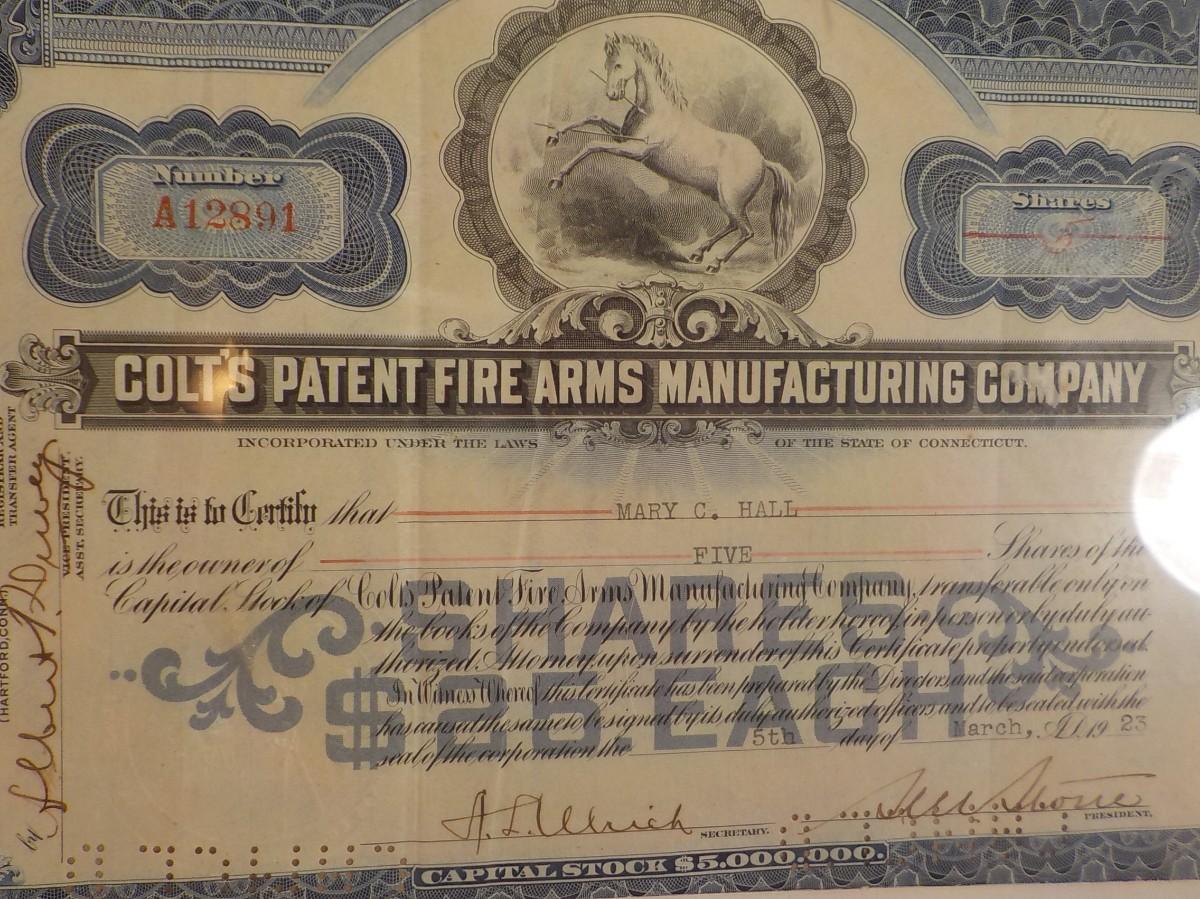 Number
A12891
Shares
5
COLT'S PATENT FIRE ARMS MANUFACTURING COMPANY
INCORPORATED UNDER THE LAWS OF THE STATE OF CONNECTICUT.
This is to Certify that MARY C. HALL
is the owner of FIVE Shares of the
Capital Stock of Colt's Patent Fire Arms Manufacturing Company, transferable only on
the books of the Company by the holder hereof in person or by duly au-
thorized Attorney upon surrender of this Certificate properly endorsed.
In Witness Whereof this certificate has been prepared by the Directors and the said corporation
has caused the same to be signed by its duly authorized officers and to be sealed with the
seal of the corporation the 5th day of March, A.D. 1923
SHARES
$25. EACH
A. L. Ulrich
SECRETARY.
PRESIDENT.
CAPITAL STOCK $5,000,000.
REGISTRAR AND
TRANSFER AGENT
(HARTFORD, CONN.)
by
Dewey
VICE-PRESIDENT.
ASST. SECRETARY.